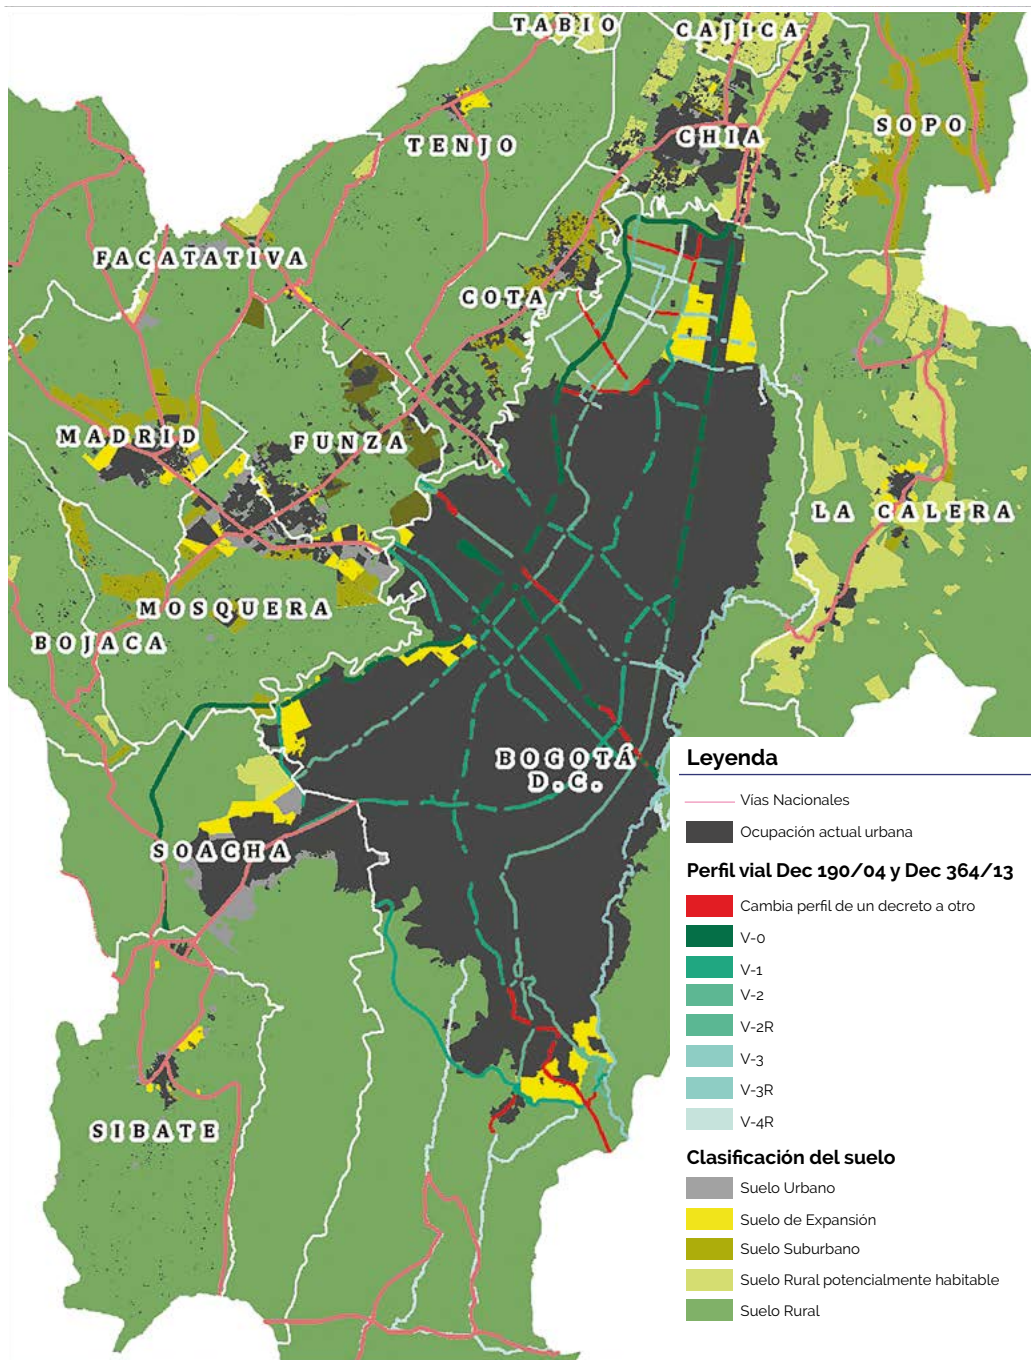 TABIO
CAJICA
TENJO
CHIA
SOPO
FACATATIVA
COTA
MADRID
FUNZA
LA CALERA
MOSQUERA
BOJACA
BOGOTÁ
D.C.
SOACHA
SIBATE
Leyenda
Vías Nacionales
Ocupación actual urbana
Perfil vial Dec 190/04 y Dec 364/13
Cambia perfil de un decreto a otro
V-0
V-1
V-2
V-2R
V-3
V-3R
V-4R
Clasificación del suelo
Suelo Urbano
Suelo de Expansión
Suelo Suburbano
Suelo Rural potencialmente habitable
Suelo Rural